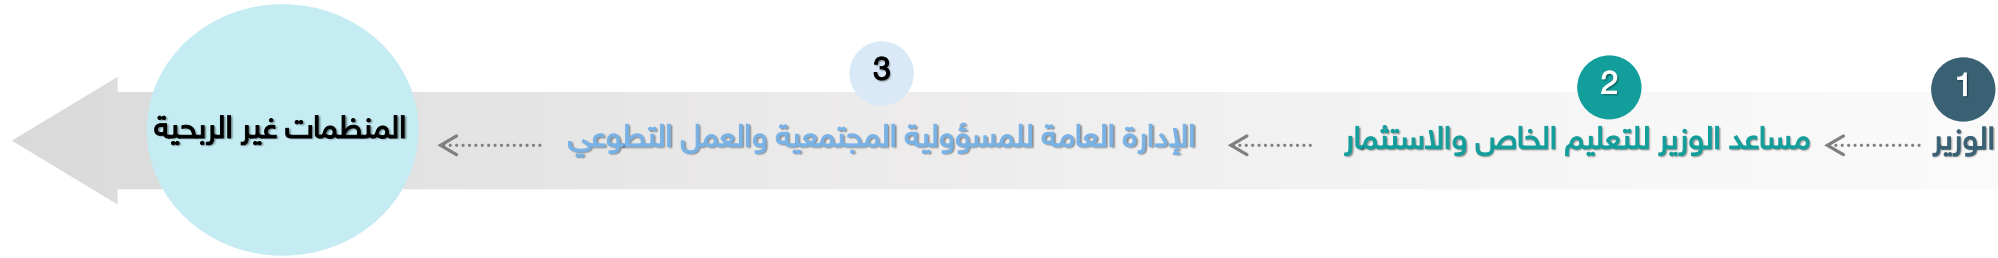 1
الوزير
2
مساعد الوزير للتعليم الخاص والاستثمار
3
الإدارة العامة للمسؤولية المجتمعية والعمل التطوعي
المنظمات غير الربحية